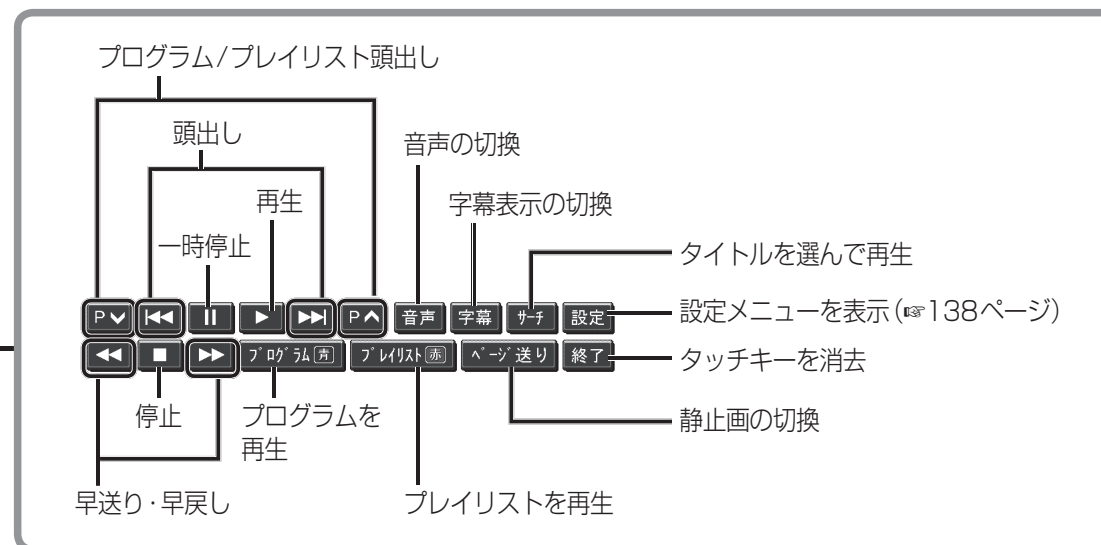 プログラム/プレイリスト頭出し
頭出し
音声の切換
再生
字幕表示の切換
一時停止
タイトルを選んで再生
P P 音声 字幕 ｻｰﾁ 設定
設定メニューを表示(☞138ページ)
ﾌﾟﾛｸﾞﾗﾑ 青 ﾌﾟﾚｲﾘｽﾄ 赤 ﾍﾟｰｼﾞ送り 終了
タッチキーを消去
停止
プログラムを
再生
静止画の切換
早送り・早戻し
プレイリストを再生